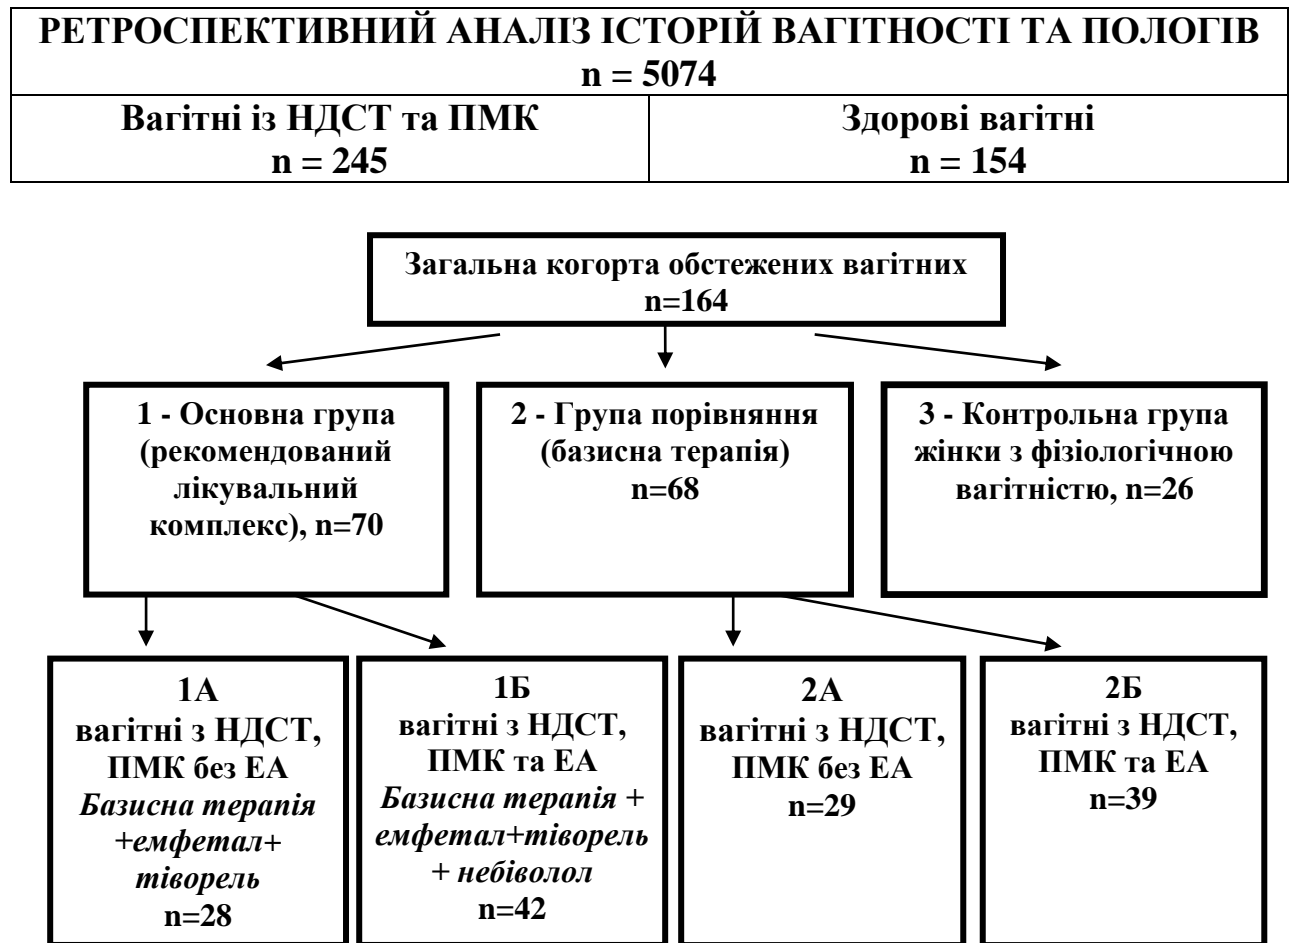 РЕТРОСПЕКТИВНИЙ АНАЛІЗ ІСТОРІЙ ВАГІТНОСТІ ТА ПОЛОГІВ
n = 5074
Вагітні із НДСТ та ПМК
n = 245
Здорові вагітні
n = 154
Загальна когорта обстежених вагітних
n=164
1 - Основна група
(рекомендований
лікувальний
комплекс), n=70
2 - Група порівняння
(базисна терапія)
n=68
3 - Контрольна група
жінки з фізіологічною
вагітністю, n=26
1А
вагітні з НДСТ,
ПМК без ЕА
Базисна терапія
+емфетал+
тіворель
n=28
1Б
вагітні з НДСТ,
ПМК та ЕА
Базисна терапія +
емфетал+тіворель
+ небіволол
n=42
2А
вагітні з НДСТ,
ПМК без ЕА
n=29
2Б
вагітні з НДСТ,
ПМК та ЕА
n=39